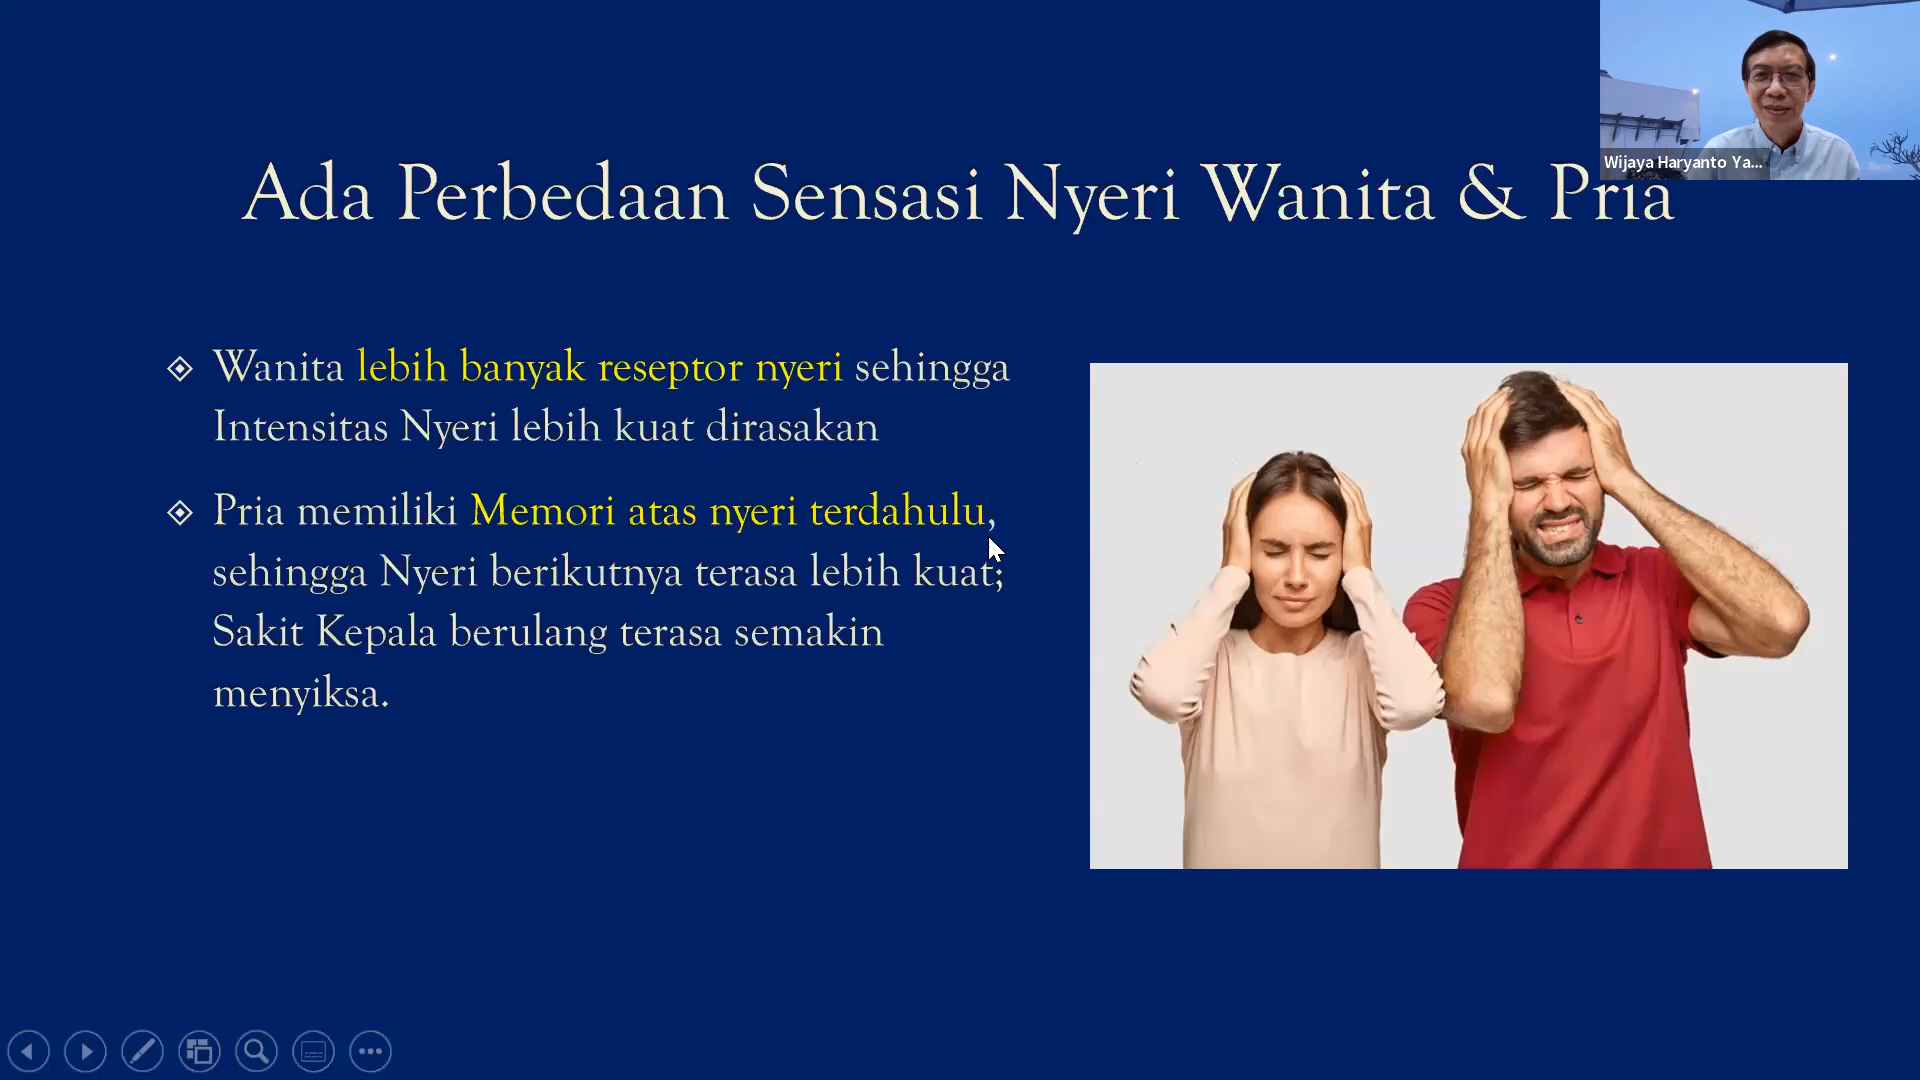 Wijaya Haryanto Ya...
Ada Perbedaan Sensasi Nyeri Wanita & Pria
Wanita lebih banyak reseptor nyeri sehingga
Intensitas Nyeri lebih kuat dirasakan
Pria memiliki Memori atas nyeri terdahulu,
sehingga Nyeri berikutnya terasa lebih kuat;
Sakit Kepala berulang terasa semakin
menyiksa.